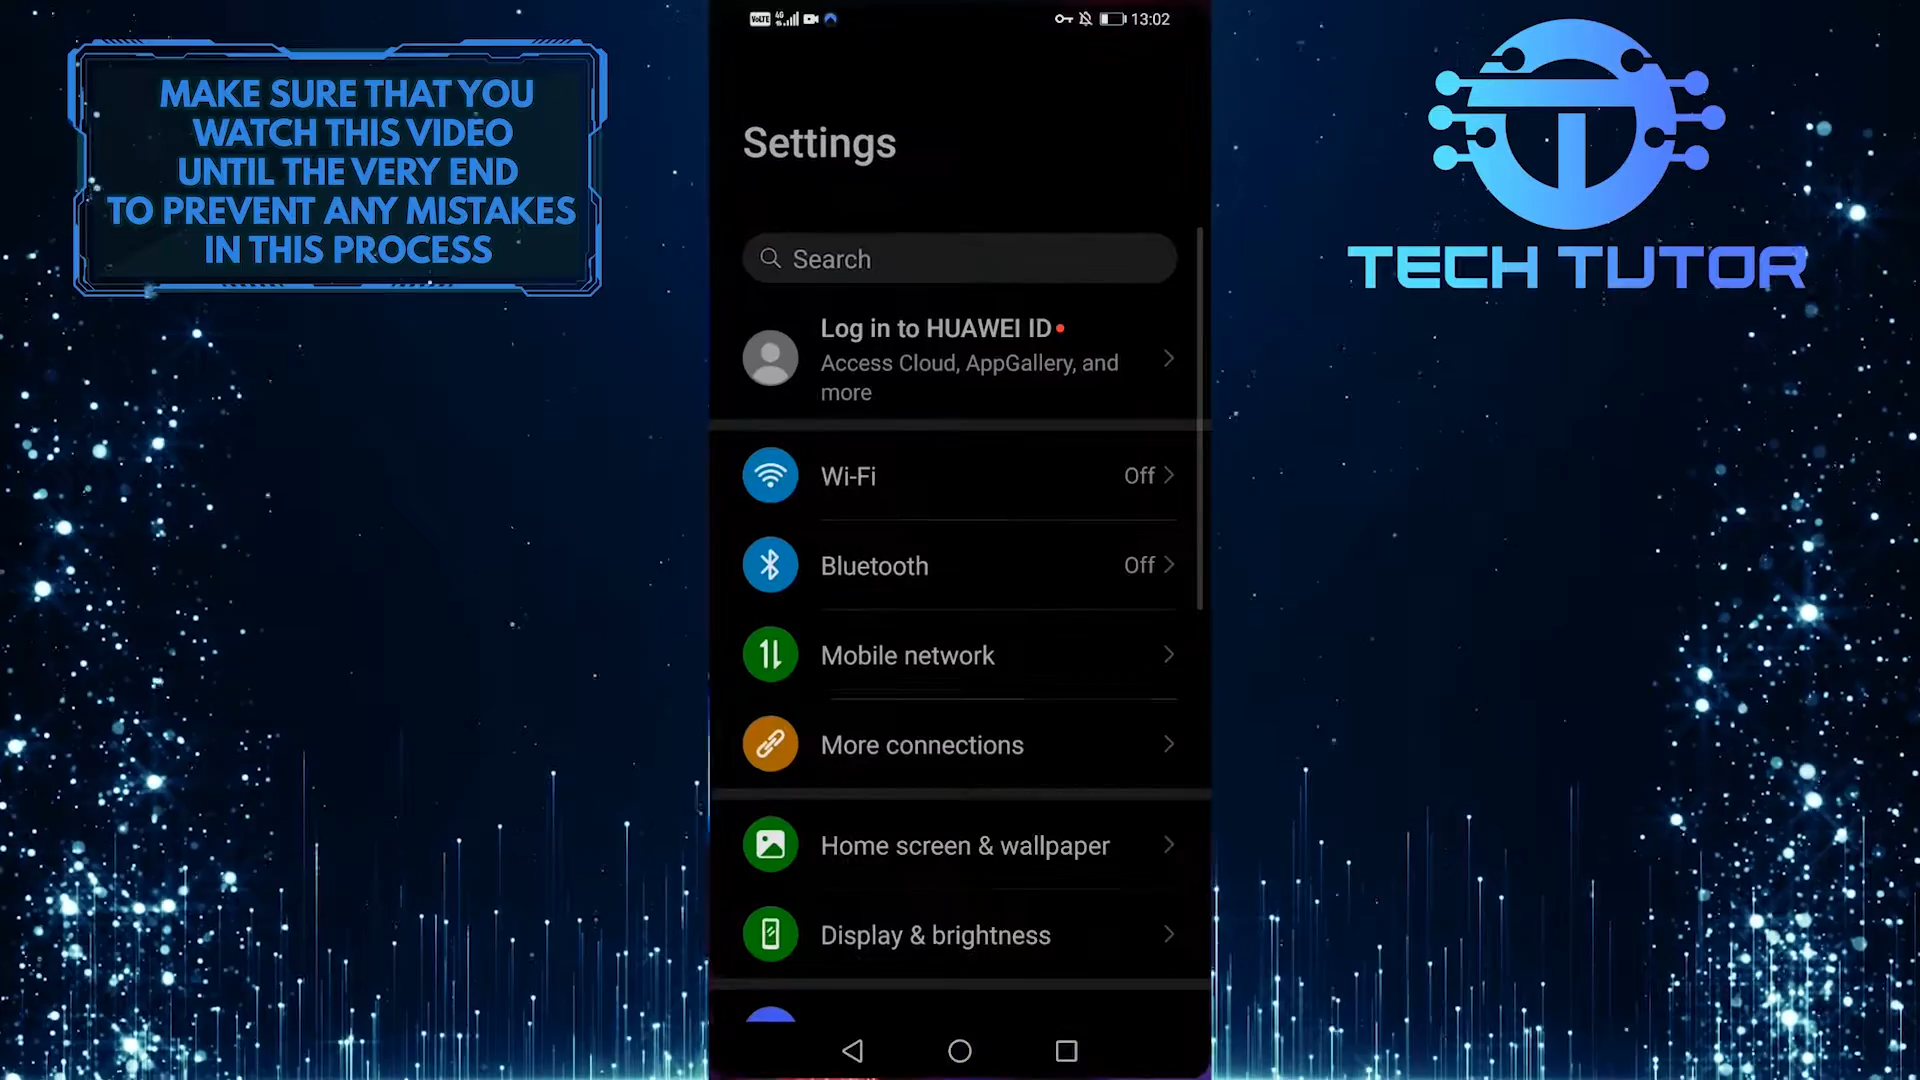 MAKE SURE THAT YOU
WATCH THIS VIDEO
UNTIL THE VERY END
TO PREVENT ANY MISTAKES
IN THIS PROCESS
VoLTE 4G 13:02
Settings
Search
Log in to HUAWEI ID
Access Cloud, AppGallery, and
more
Wi-Fi Off
Bluetooth Off
Mobile network
More connections
Home screen & wallpaper
Display & brightness
TECH TUTOR